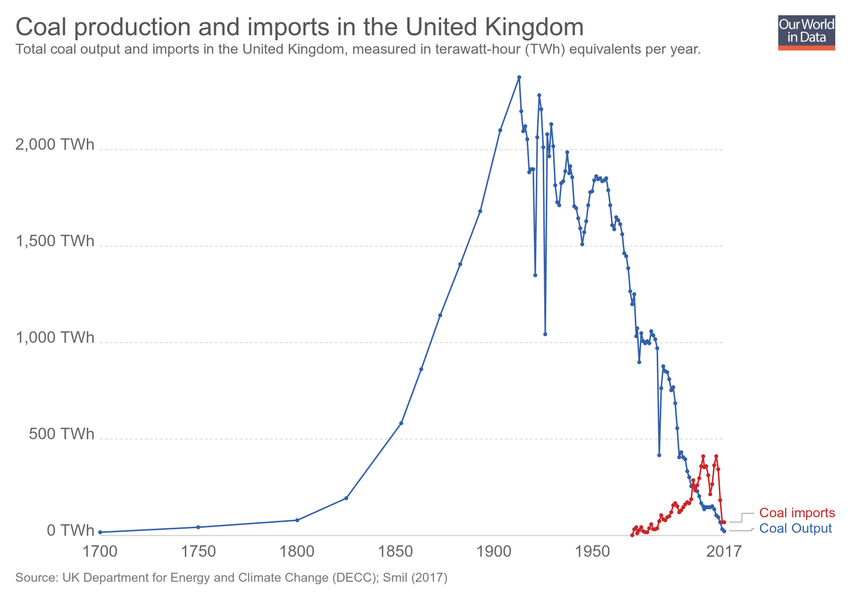 Coal production and imports in the United Kingdom
Our World
in Data
Total coal output and imports in the United Kingdom, measured in terawatt-hour (TWh) equivalents per year.
2,000 TWh
1,500 TWh
1,000 TWh
500 TWh
0 TWh
Coal imports
Coal Output
1700 1750 1800 1850 1900 1950 2017
Source: UK Department for Energy and Climate Change (DECC); Smil (2017)